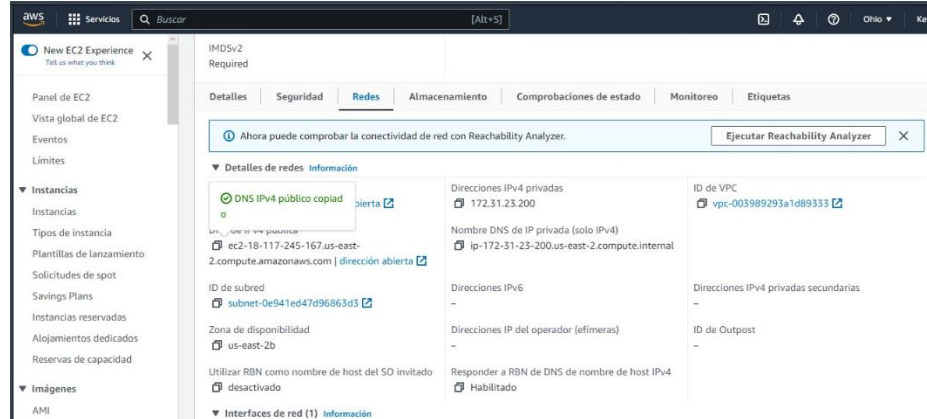 aws
Servicios
Buscar
[Alt+S]
Ohio
Ke
New EC2 Experience
Tell us what you think
Panel de EC2
Vista global de EC2
Eventos
Límites
Instancias
Instancias
Tipos de instancia
Plantillas de lanzamiento
Solicitudes de spot
Savings Plans
Instancias reservadas
Alojamientos dedicados
Reservas de capacidad
Imágenes
AMI
IMDSv2
Required
Detalles
Seguridad
Redes
Almacenamiento
Comprobaciones de estado
Monitoreo
Etiquetas
Ahora puede comprobar la conectividad de red con Reachability Analyzer.
Ejecutar Reachability Analyzer
Detalles de redes Información
DNS IPv4 público copiad
o
abierta
ec2-18-117-245-167.us-east-
2.compute.amazonaws.com | dirección abierta
Direcciones IPv4 privadas
172.31.23.200
ID de VPC
vpc-003989293a1d89333
Nombre DNS de IP privada (solo IPv4)
ip-172-31-23-200.us-east-2.compute.internal
ID de subred
subnet-0e941ed47d96863d3
Direcciones IPv6
–
Direcciones IPv4 privadas secundarias
–
Zona de disponibilidad
us-east-2b
Direcciones IP del operador (efímeras)
–
ID de Outpost
–
Utilizar RBN como nombre de host del SO invitado
desactivado
Responder a RBN de DNS de nombre de host IPv4
Habilitado
Interfaces de red (1) Información